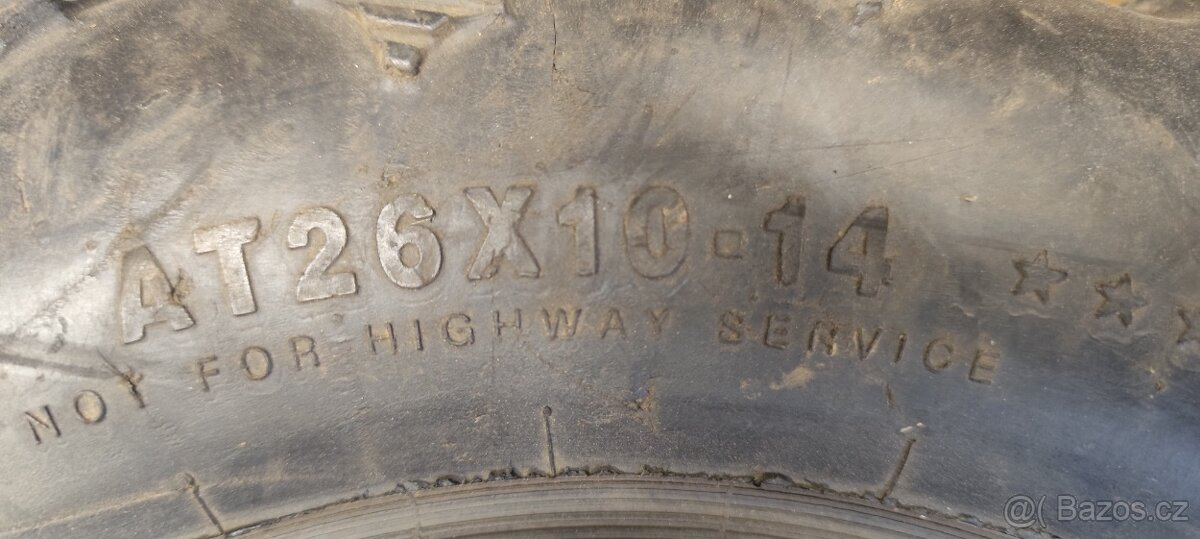 AT26X10-14 ☆☆☆
NOT FOR HIGHWAY SERVICE
@( Bazos.cz